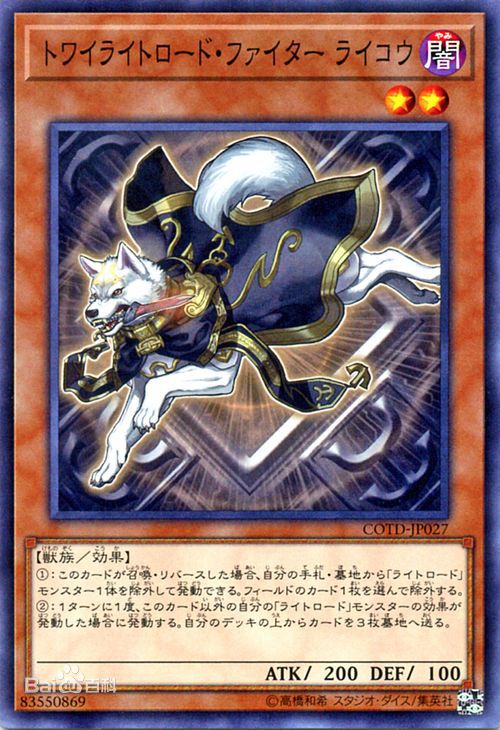 トワイライトロード・ファイター ライコウ
闇
やみ
COTD-JP027
【獣族／効果】
①：このカードが召喚・リバースした場合、自分の手札・墓地から「ライトロード」
モンスター1体を除外して発動できる。フィールドのカード1枚を選んで除外する。
②：1ターンに1度、このカード以外の自分の「ライトロード」モンスターの効果が
発動した場合に発動する。自分のデッキの上からカードを3枚墓地へ送る。
ATK/ 200 DEF/ 100
Bai百科
83550869
©高橋和希 スタジオ・ダイス/集英社